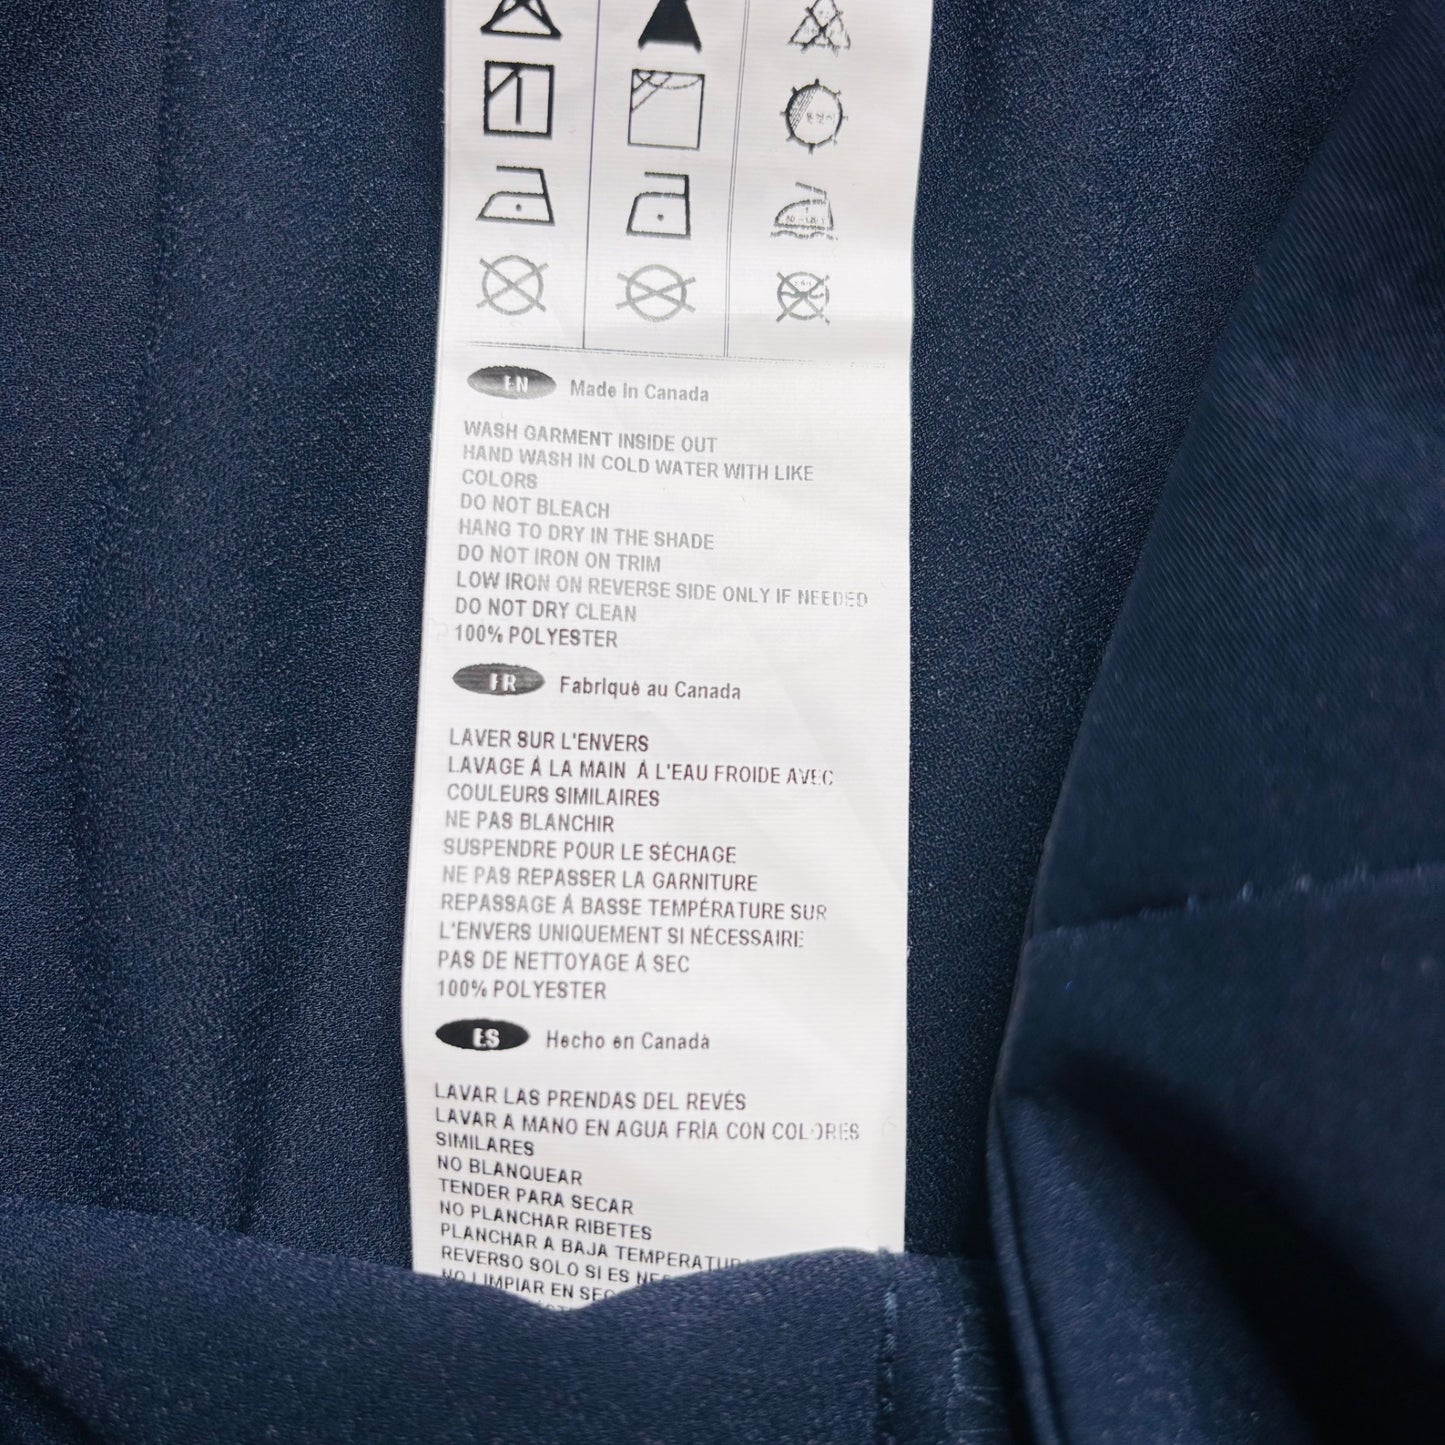 EN Made in Canada
WASH GARMENT INSIDE OUT
HAND WASH IN COLD WATER WITH LIKE
COLORS
DO NOT BLEACH
HANG TO DRY IN THE SHADE
DO NOT IRON ON TRIM
LOW IRON ON REVERSE SIDE ONLY IF NEEDED
DO NOT DRY CLEAN
100% POLYESTER
FR Fabriqué au Canada
LAVER SUR L'ENVERS
LAVAGE À LA MAIN À L'EAU FROIDE AVEC
COULEURS SIMILAIRES
NE PAS BLANCHIR
SUSPENDRE POUR LE SÉCHAGE
NE PAS REPASSER LA GARNITURE
REPASSAGE À BASSE TEMPÉRATURE SUR
L'ENVERS UNIQUEMENT SI NÉCESSAIRE
PAS DE NETTOYAGE À SEC
100% POLYESTER
ES Hecho en Canadá
LAVAR LAS PRENDAS DEL REVÉS
LAVAR A MANO EN AGUA FRÍA CON COLORES
SIMILARES
NO BLANQUEAR
TENDER PARA SECAR
NO PLANCHAR RIBETES
PLANCHAR A BAJA TEMPERATUR
REVERSO SOLO SI ES NE
NO LIMPIAR EN SEC